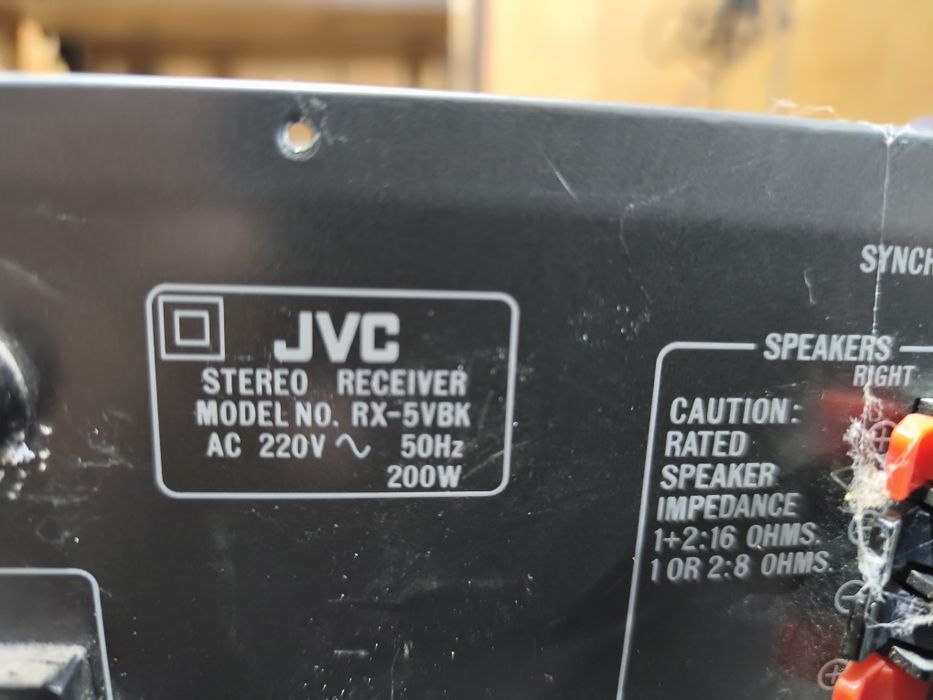 JVC
STEREO RECEIVER
MODEL NO. RX-5VBK
AC 220V ∿ 50Hz
200W
SYNCH
SPEAKERS
RIGHT
CAUTION:
RATED
SPEAKER
IMPEDANCE
1+2:16 OHMS.
1 OR 2:8 OHMS.